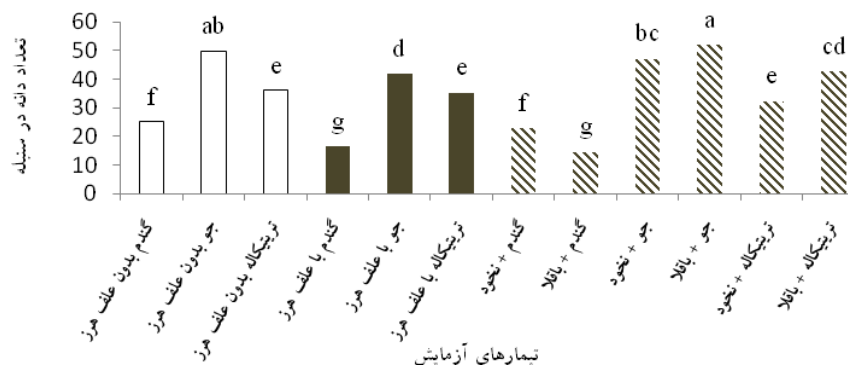 تعداد دانه در سنبله
60
50
40
30
20
10
0
f
ab
e
g
d
e
f
g
bc
a
e
cd
گندم بدون علف هرز
جو بدون علف هرز
تریتیکاله بدون علف هرز
گندم با علف هرز
جو با علف هرز
تریتیکاله با علف هرز
گندم + نخود
گندم + باقلا
جو + نخود
جو + باقلا
تریتیکاله + نخود
تریتیکاله + باقلا
تیمارهای آزمایش